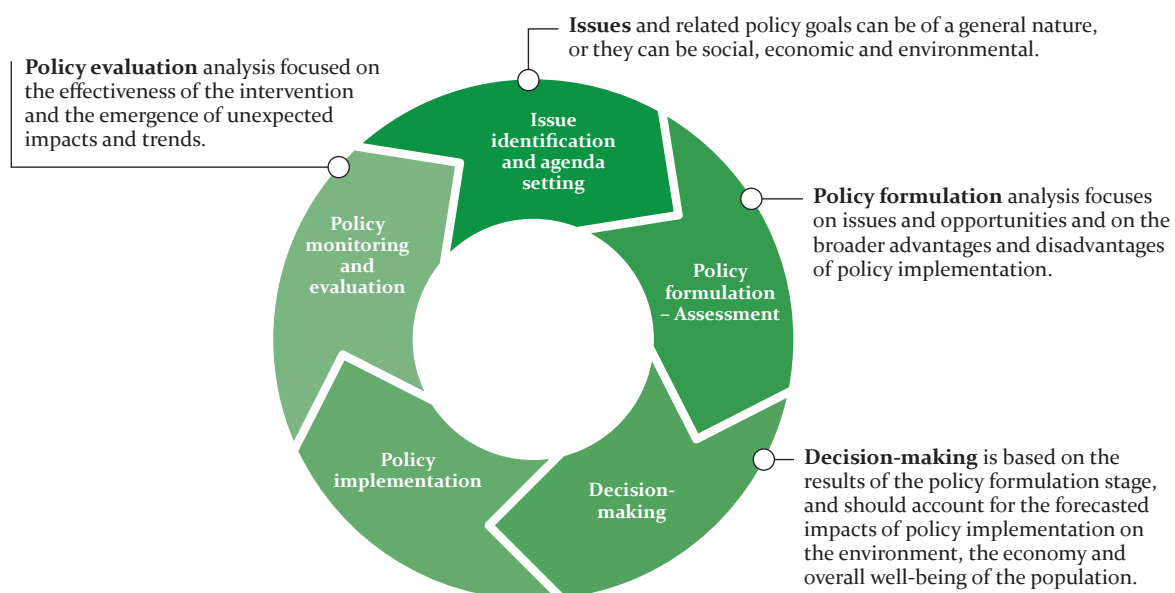 Issues and related policy goals can be of a general nature,
or they can be social, economic and environmental.
Policy evaluation analysis focused on
the effectiveness of the intervention
and the emergence of unexpected
impacts and trends.
Issue
identification
and agenda
setting
Policy formulation analysis focuses
on issues and opportunities and on the
broader advantages and disadvantages
of policy implementation.
Policy
monitoring
and
evaluation
Policy
formulation
– Assessment
Policy
implementation
Decision-
making
Decision-making is based on the
results of the policy formulation stage,
and should account for the forecasted
impacts of policy implementation on
the environment, the economy and
overall well-being of the population.